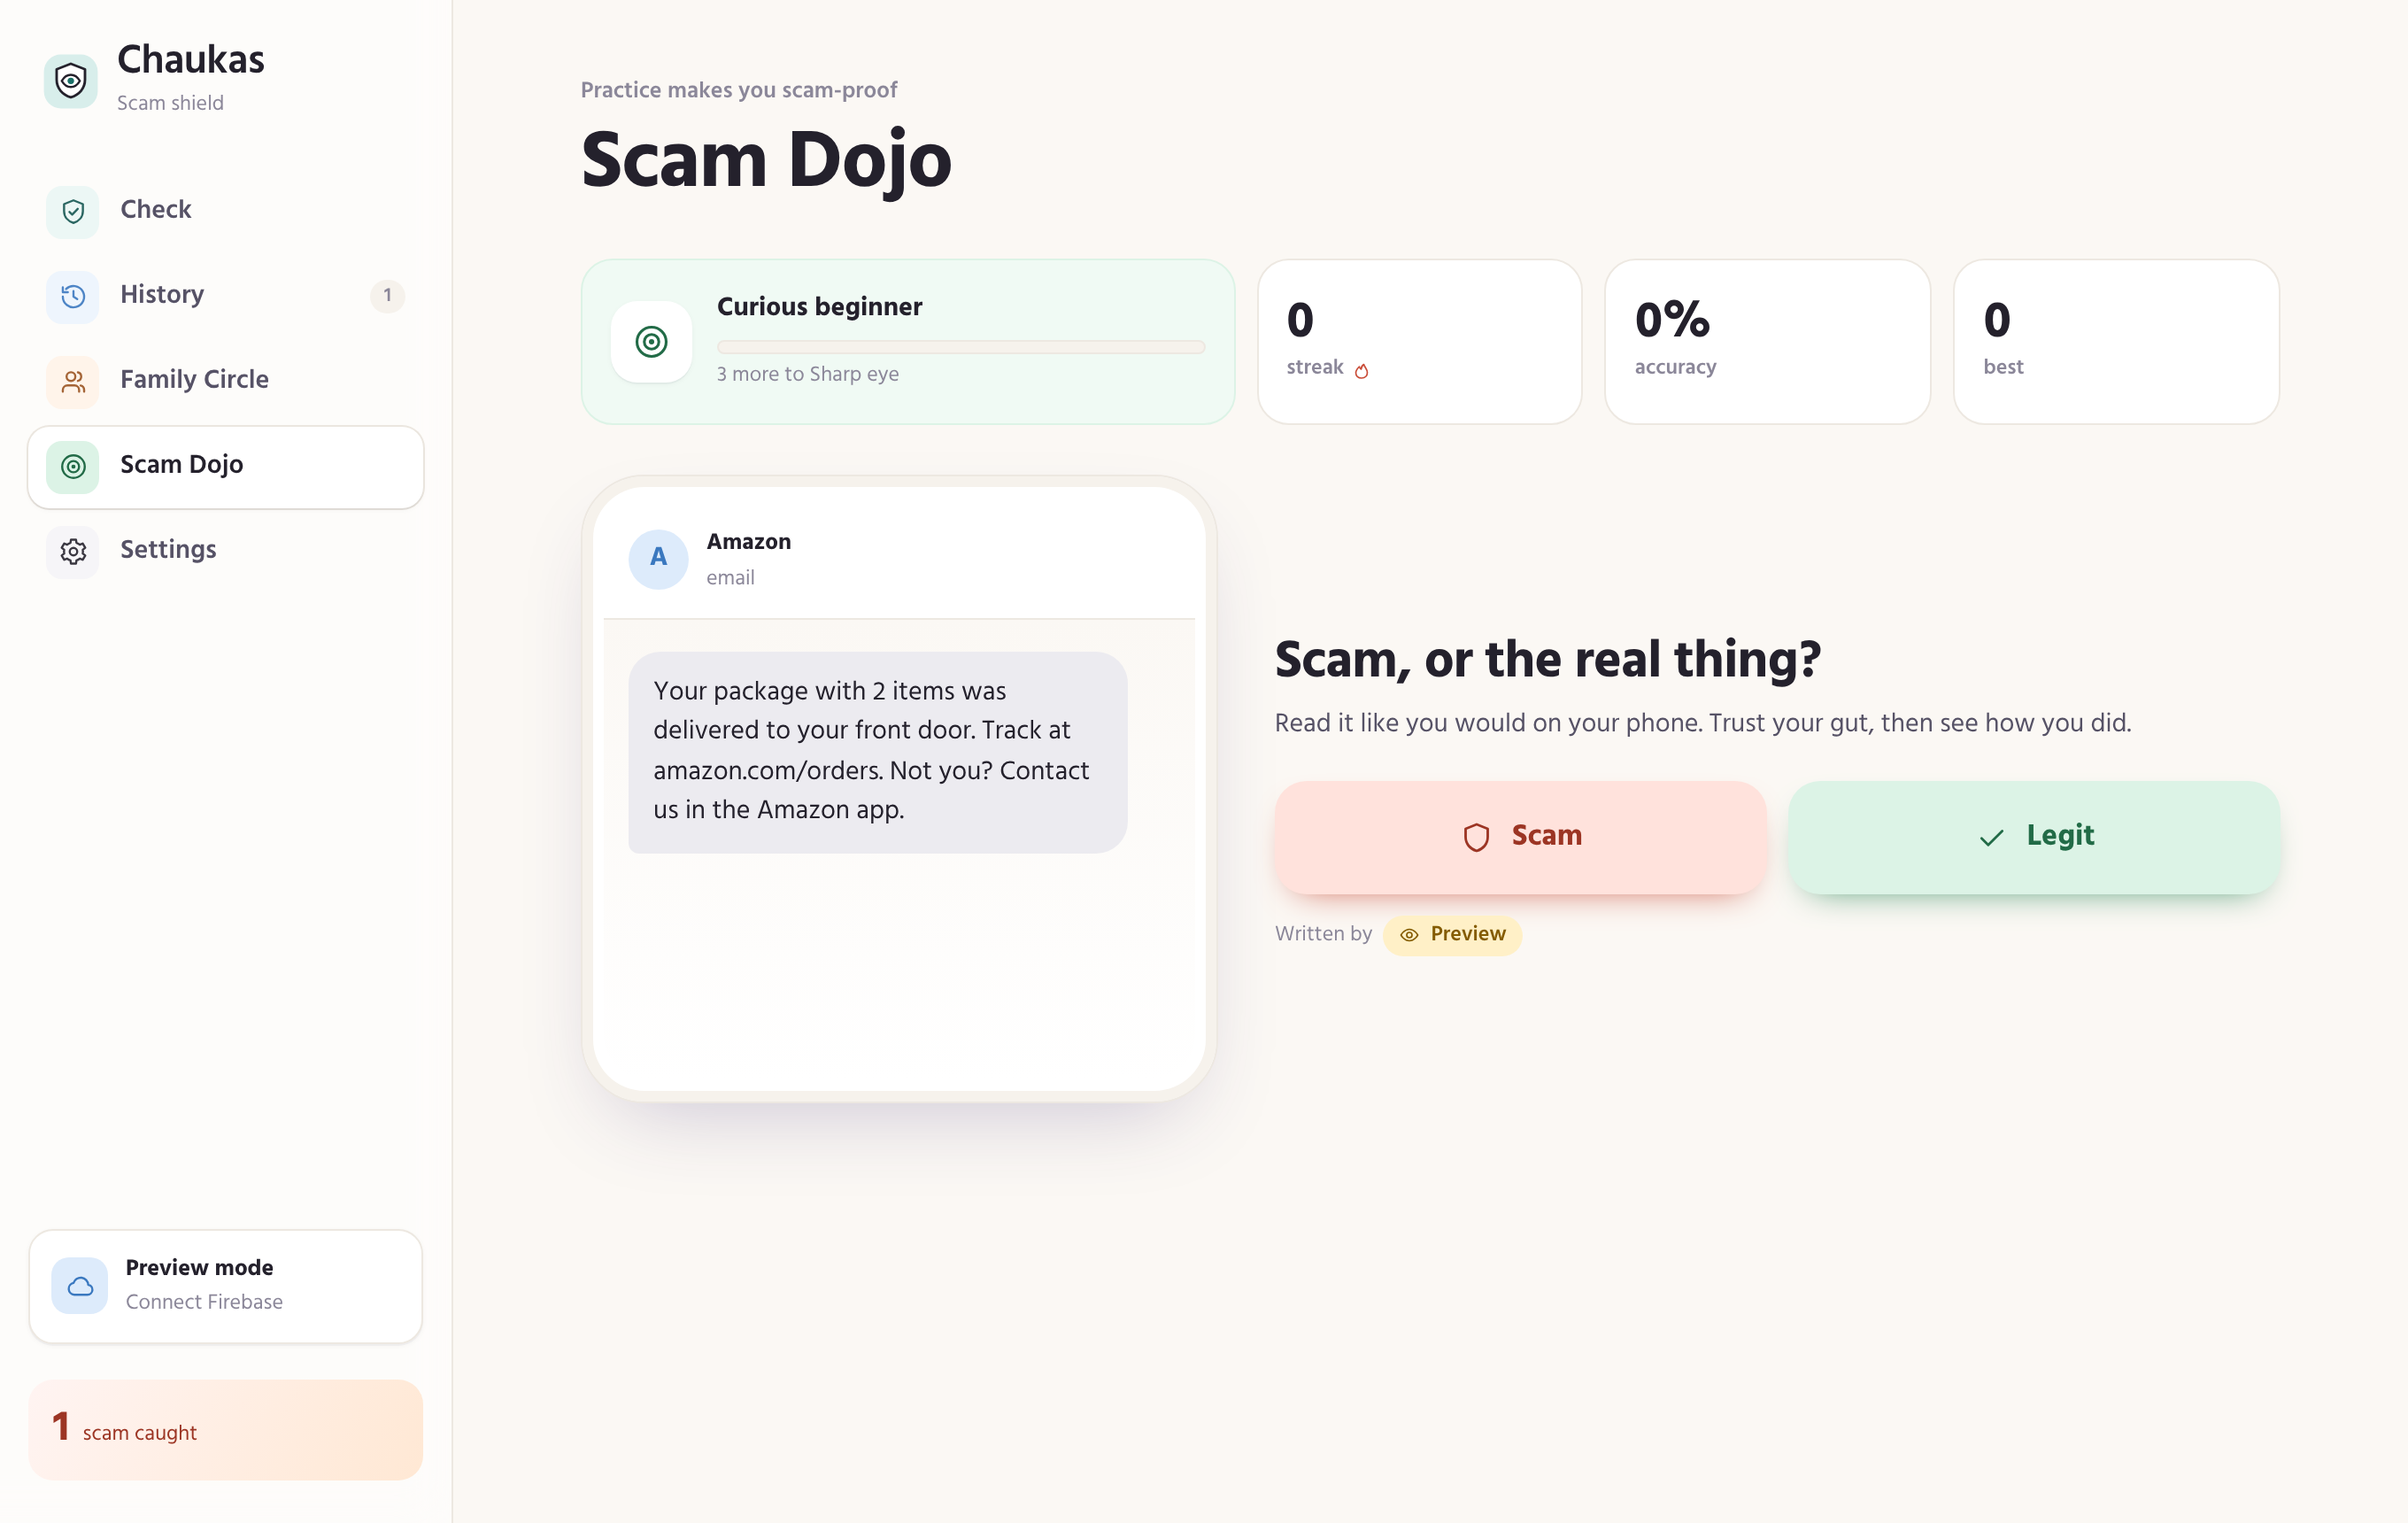 Chaukas
Scam shield
Check
History
1
Family Circle
Scam Dojo
Settings
Preview mode
Connect Firebase
1 scam caught
Practice makes you scam-proof
Scam Dojo
Curious beginner
3 more to Sharp eye
0
streak
0%
accuracy
0
best
A
Amazon
email
Your package with 2 items was
delivered to your front door. Track at
amazon.com/orders. Not you? Contact
us in the Amazon app.
Scam, or the real thing?
Read it like you would on your phone. Trust your gut, then see how you did.
Scam
Legit
Written by Preview